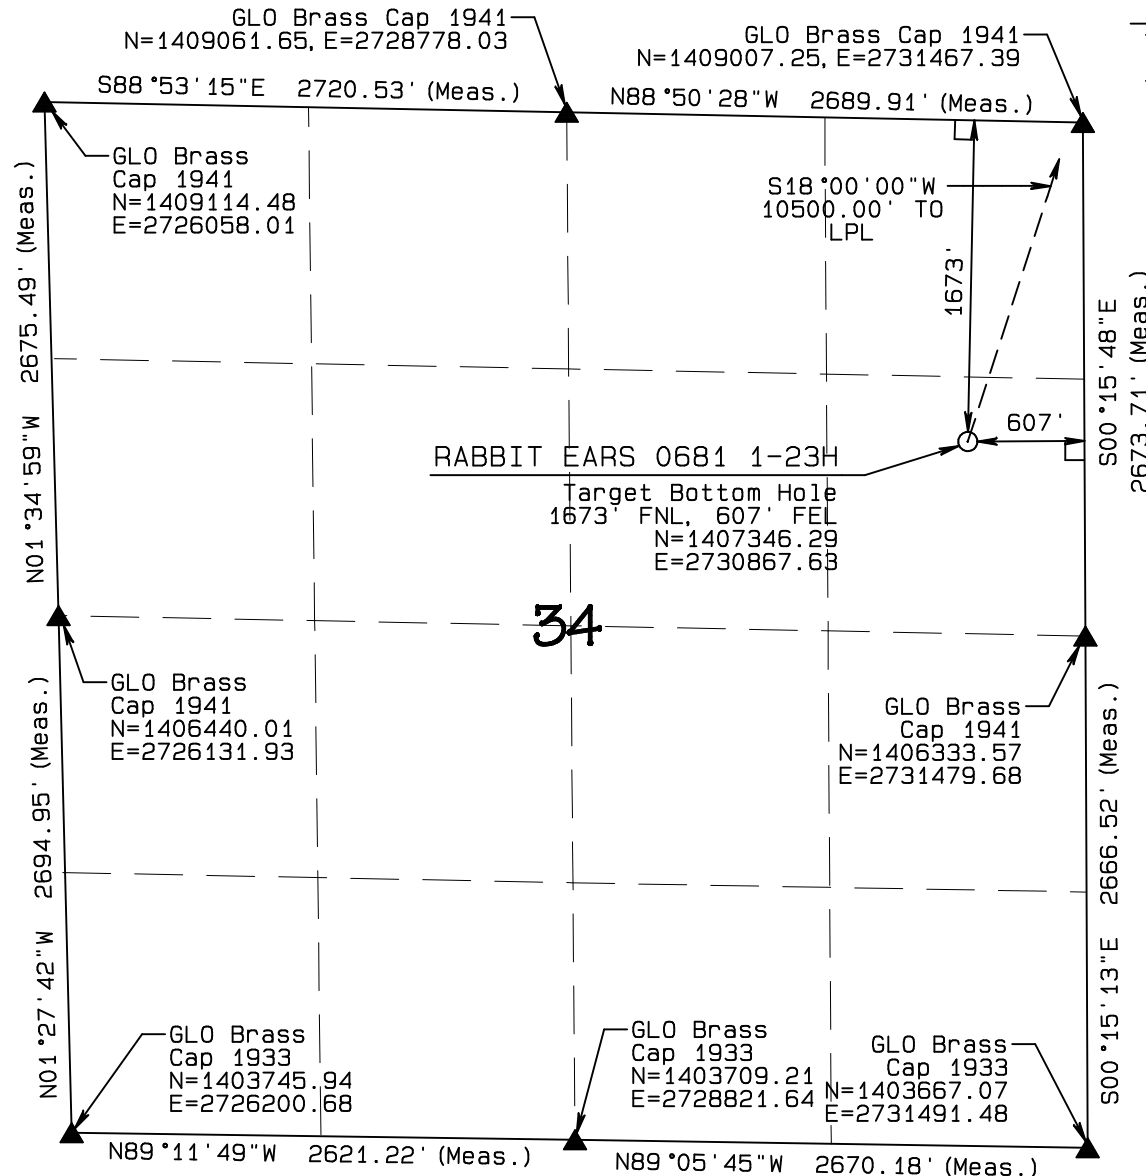 GLO Brass Cap 1941
N=1409061.65, E=2728778.03
GLO Brass Cap 1941
N=1409007.25, E=2731467.39
S88°53'15"E 2720.53' (Meas.)
N88°50'28"W 2689.91' (Meas.)
GLO Brass
Cap 1941
N=1409114.48
E=2726058.01
S18°00'00"W
10500.00' TO
LPL
1673'
N01°34'59"W 2675.49' (Meas.)
S00°15'48"E
2673.71' (Meas.)
607'
RABBIT EARS 0681 1-23H
Target Bottom Hole
1673' FNL, 607' FEL
N=1407346.29
E=2730867.63
34
GLO Brass
Cap 1941
N=1406440.01
E=2726131.93
GLO Brass
Cap 1941
N=1406333.57
E=2731479.68
N01°27'42"W 2694.95' (Meas.)
S00°15'13"E 2666.52' (Meas.)
GLO Brass
Cap 1933
N=1403745.94
E=2726200.68
GLO Brass
Cap 1933
N=1403709.21
E=2728821.64
GLO Brass
Cap 1933
N=1403667.07
E=2731491.48
N89°11'49"W 2621.22' (Meas.)
N89°05'45"W 2670.18' (Meas.)